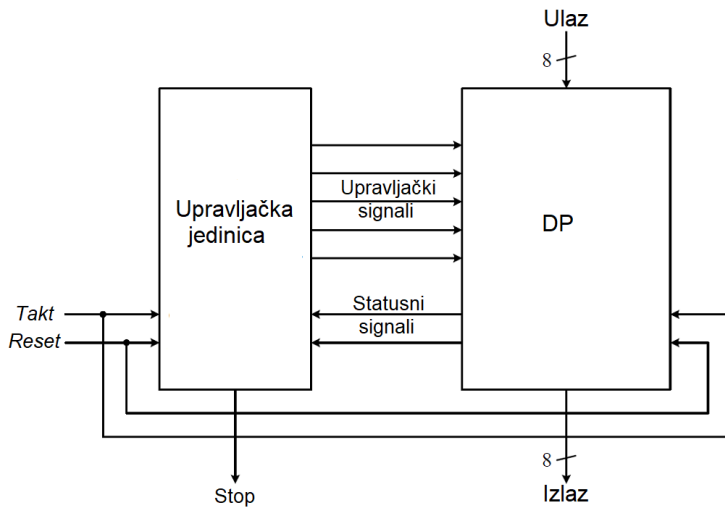 Ulaz
8
Upravljačka
jedinica
Upravljački
signali
DP
Takt
Reset
Statusni
signali
8
Stop
Izlaz